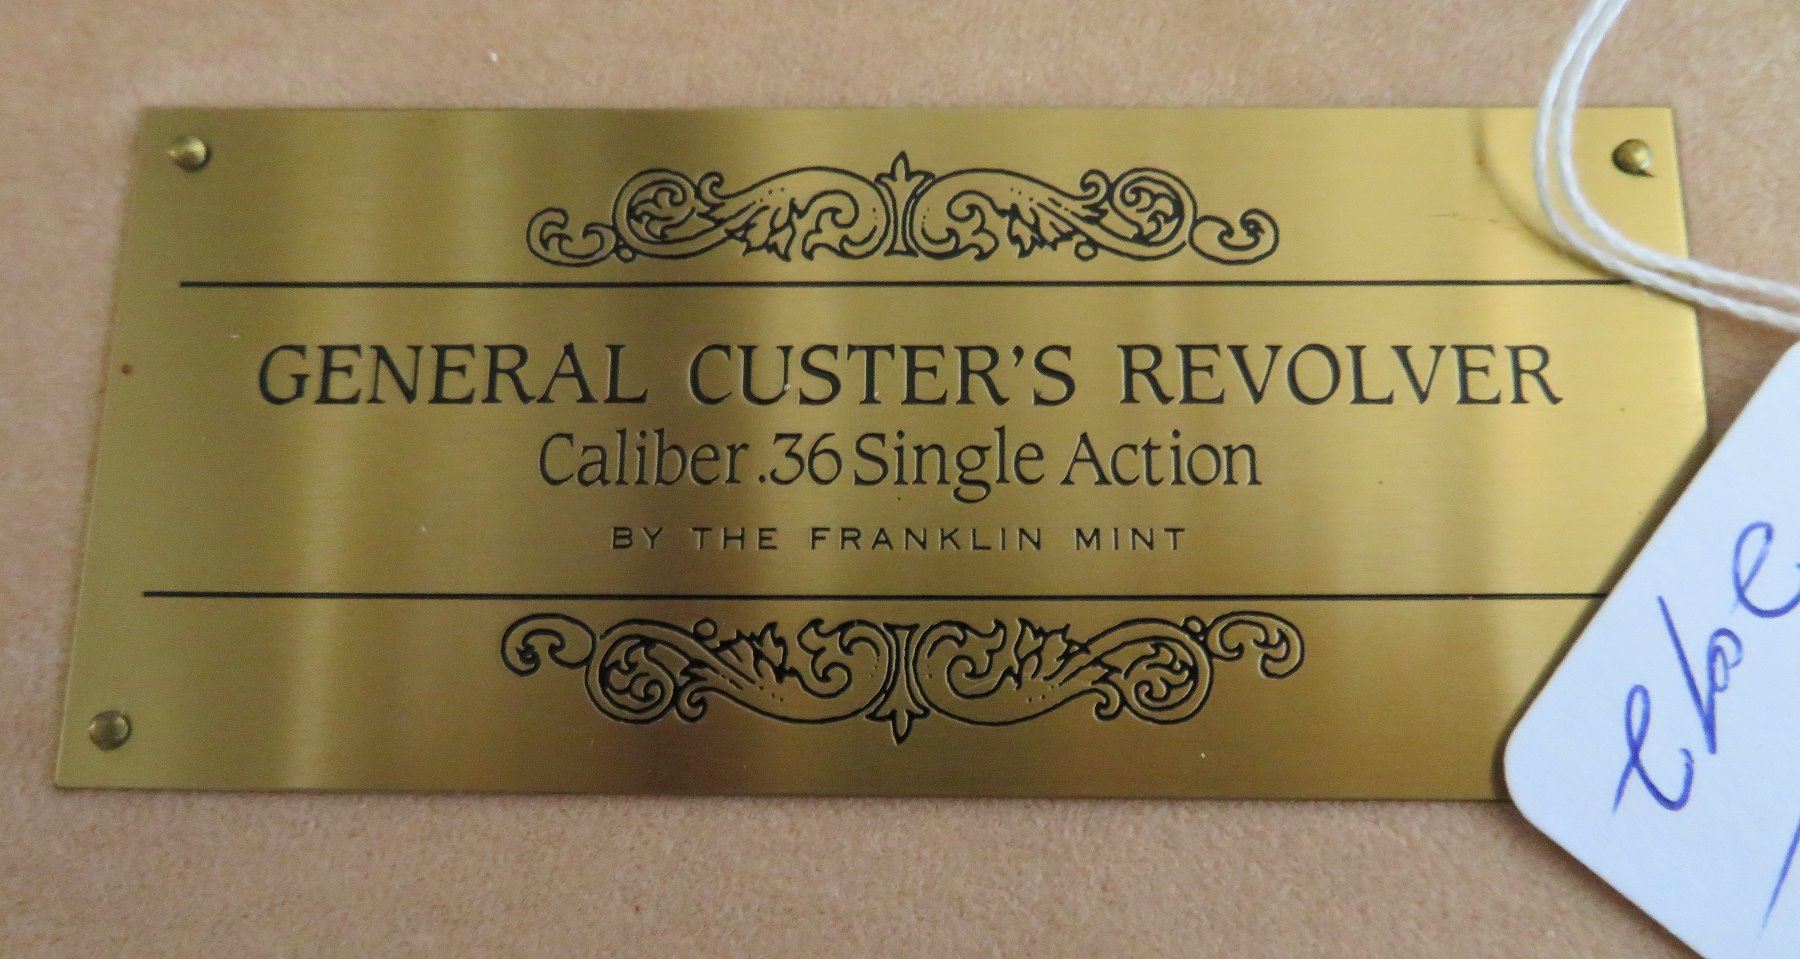 GENERAL CUSTER'S REVOLVER
Caliber .36 Single Action
BY THE FRANKLIN MINT